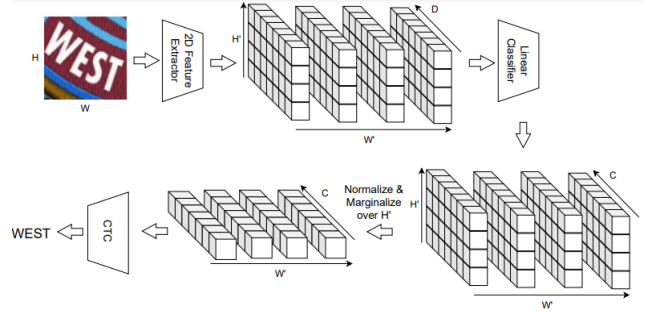 H
WEST
W
2D Feature
Extractor
H'
D
W'
Linear
Classifier
H'
C
W'
Normalize &
Marginalize
over H'
C
W'
CTC
WEST